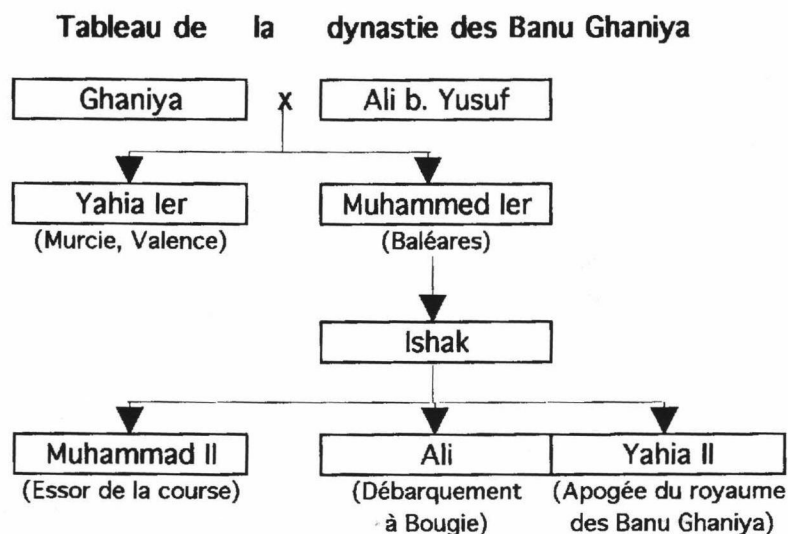 Tableau de la dynastie des Banu Ghaniya
Ghaniya x Ali b. Yusuf
Yahia Ier Muhammed Ier
(Murcie, Valence) (Baléares)
Ishak
Muhammad II Ali Yahia II
(Essor de la course) (Débarquement (Apogée du royaume
à Bougie) des Banu Ghaniya)